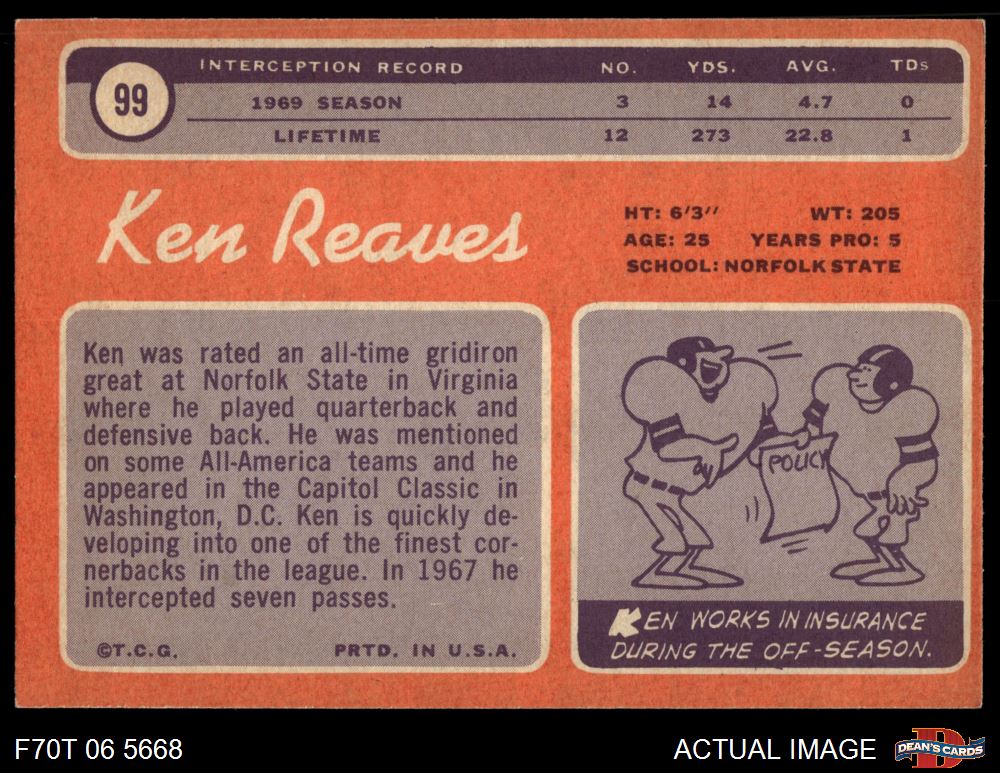 99
INTERCEPTION RECORD NO. YDS. AVG. TDs
1969 SEASON 3 14 4.7 0
LIFETIME 12 273 22.8 1
Ken Reaves
HT: 6'3" WT: 205
AGE: 25 YEARS PRO: 5
SCHOOL: NORFOLK STATE
Ken was rated an all-time gridiron
great at Norfolk State in Virginia
where he played quarterback and
defensive back. He was mentioned
on some All-America teams and he
appeared in the Capitol Classic in
Washington, D.C. Ken is quickly de-
veloping into one of the finest cor-
nerbacks in the league. In 1967 he
intercepted seven passes.
©T.C.G. PRTD. IN U.S.A.
POLICY
KEN WORKS IN INSURANCE
DURING THE OFF-SEASON.
F70T 06 5668
ACTUAL IMAGE
D
DEAN'S CARDS